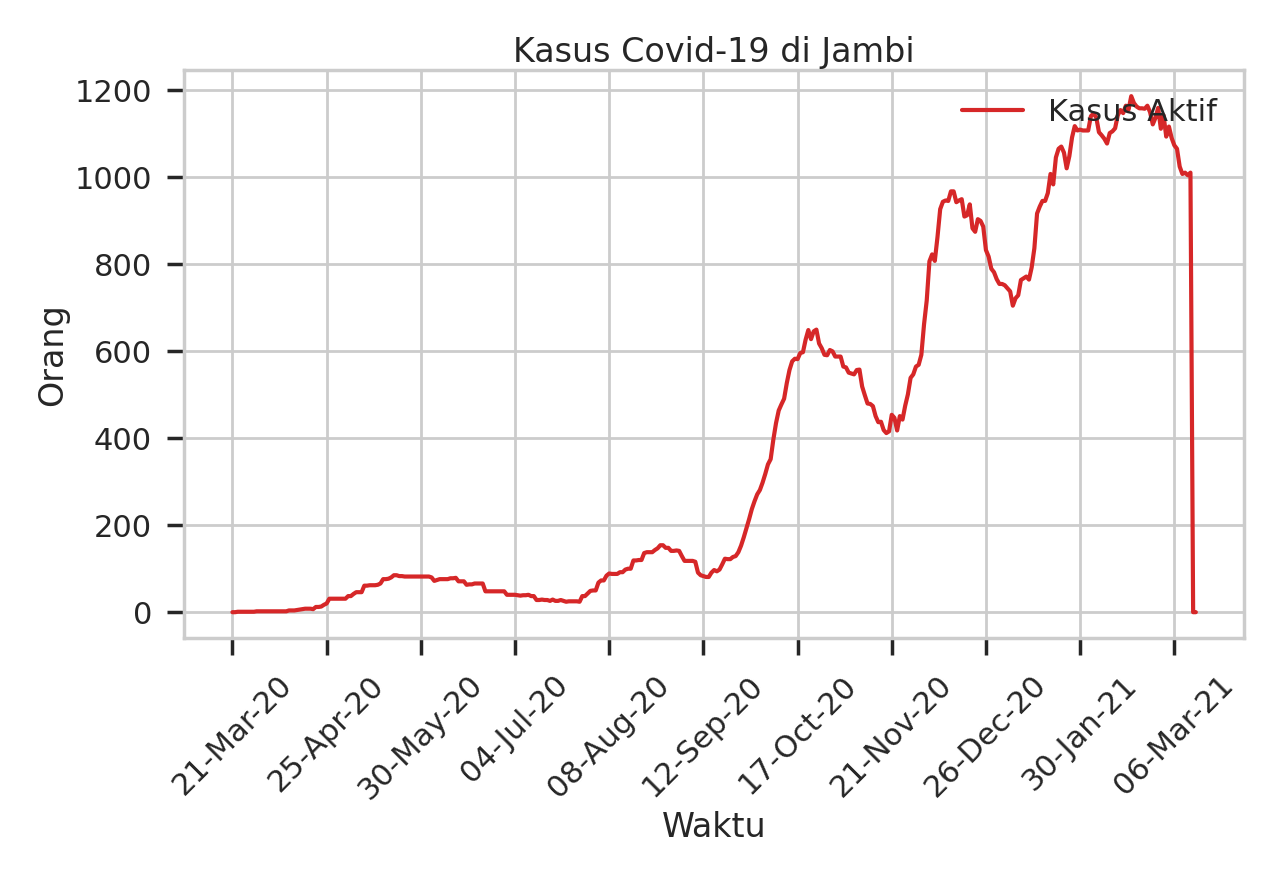 Kasus Covid-19 di Jambi
Kasus Aktif
Orang
1200
1000
800
600
400
200
0
21-Mar-20
25-Apr-20
30-May-20
04-Jul-20
08-Aug-20
12-Sep-20
17-Oct-20
21-Nov-20
26-Dec-20
30-Jan-21
06-Mar-21
Waktu